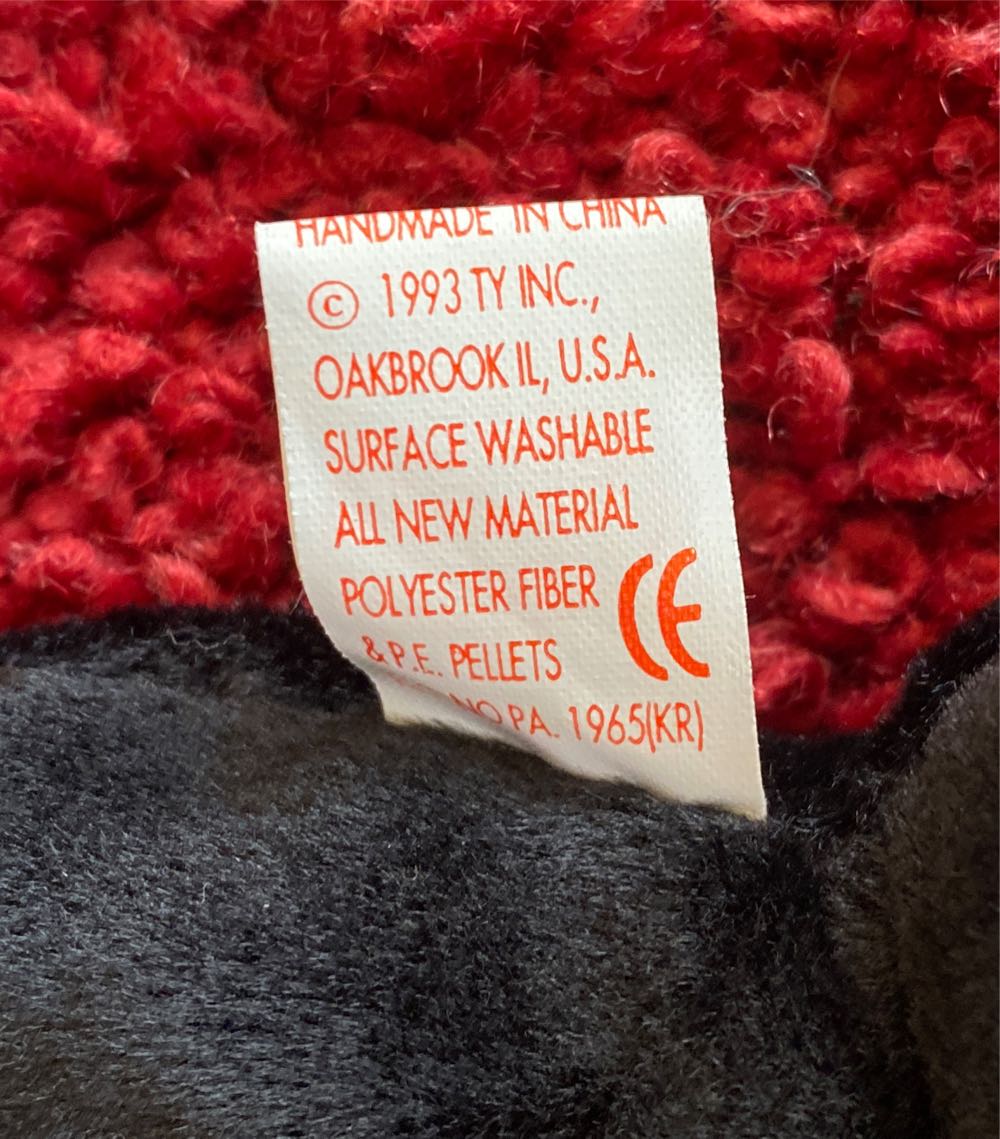 HANDMADE IN CHINA
© 1993 TY INC.,
OAKBROOK IL, U.S.A.
SURFACE WASHABLE
ALL NEW MATERIAL
POLYESTER FIBER CE
& P.E. PELLETS
NO PA. 1965(KR)